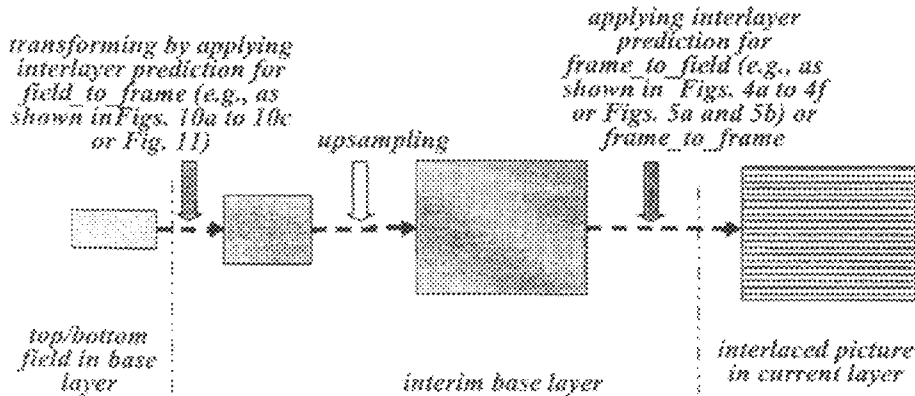 transforming by applying
interlayer prediction for
field_to_frame (e.g., as
shown in Figs. 10a to 10c
or Fig. 11)
upsampling
applying interlayer
prediction for
frame_to_field (e.g., as
shown in Figs. 4a to 4f
or Figs. 5a and 5b) or
frame_to_frame
top/bottom
field in base
layer
interim base layer
interlaced picture
in current layer